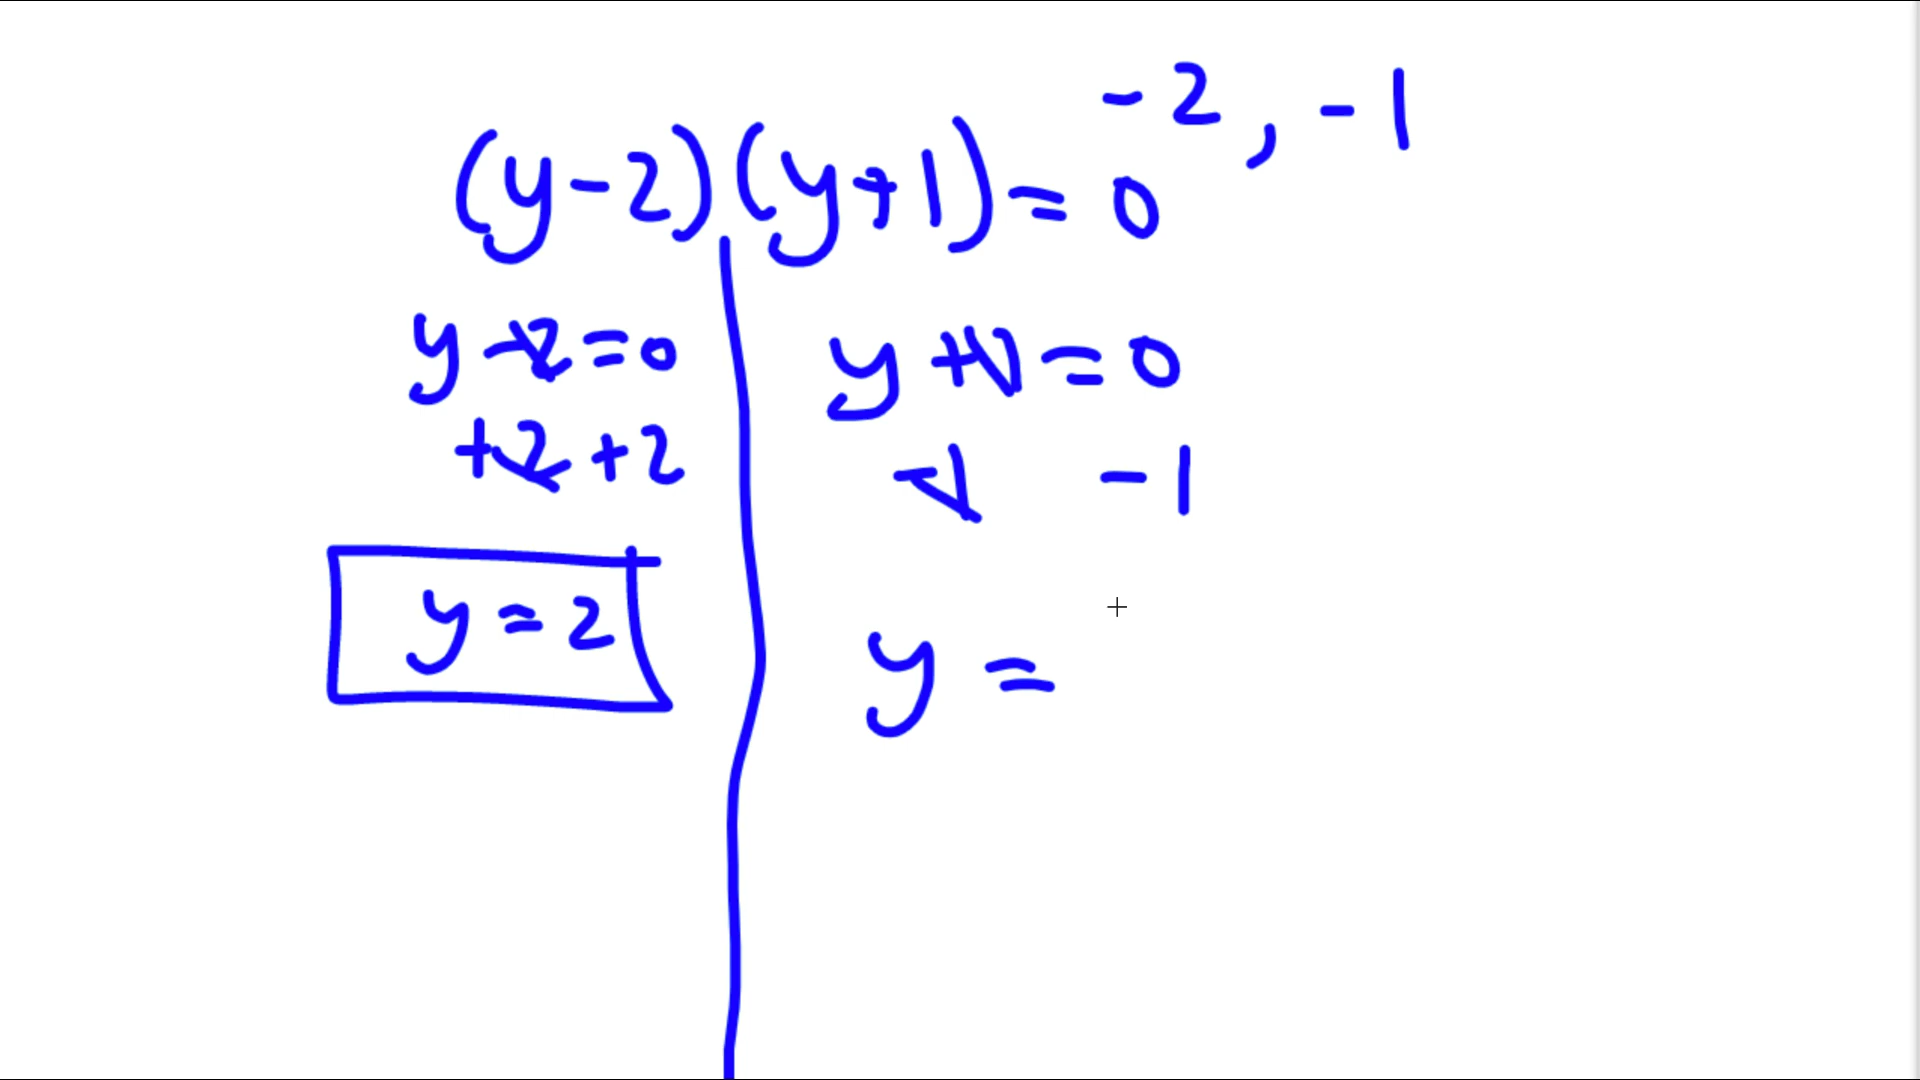 -2, -1
(y-2)(y+1)=0
y-2=0
+2 +2
y=2
y+1=0
-1 -1
y=